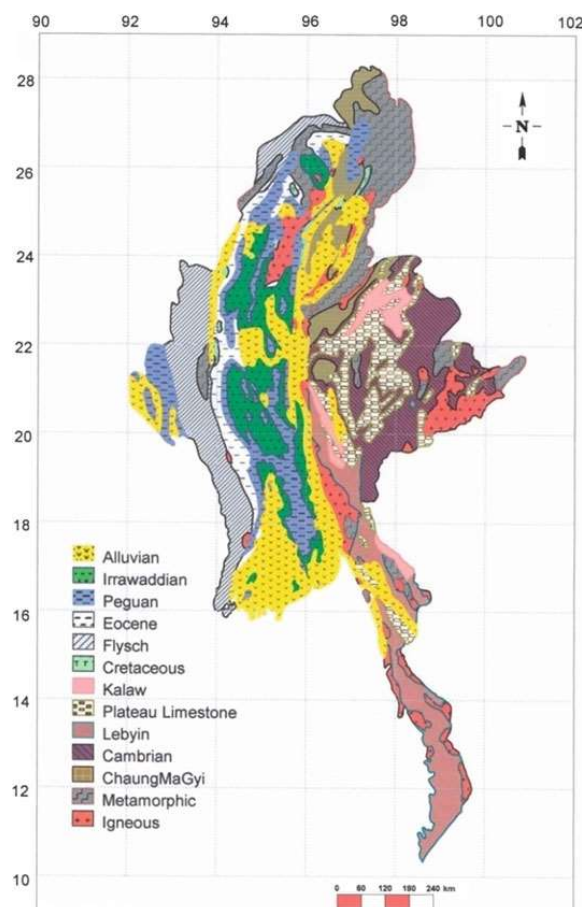 90 92 94 96 98 100 102
28
N
26
24
22
20
18
16
14
12
10
Alluvian
Irrawaddian
Peguan
Eocene
Flysch
Cretaceous
Kalaw
Plateau Limestone
Lebyin
Cambrian
ChaungMaGyi
Metamorphic
Igneous
0 60 120 180 240 km